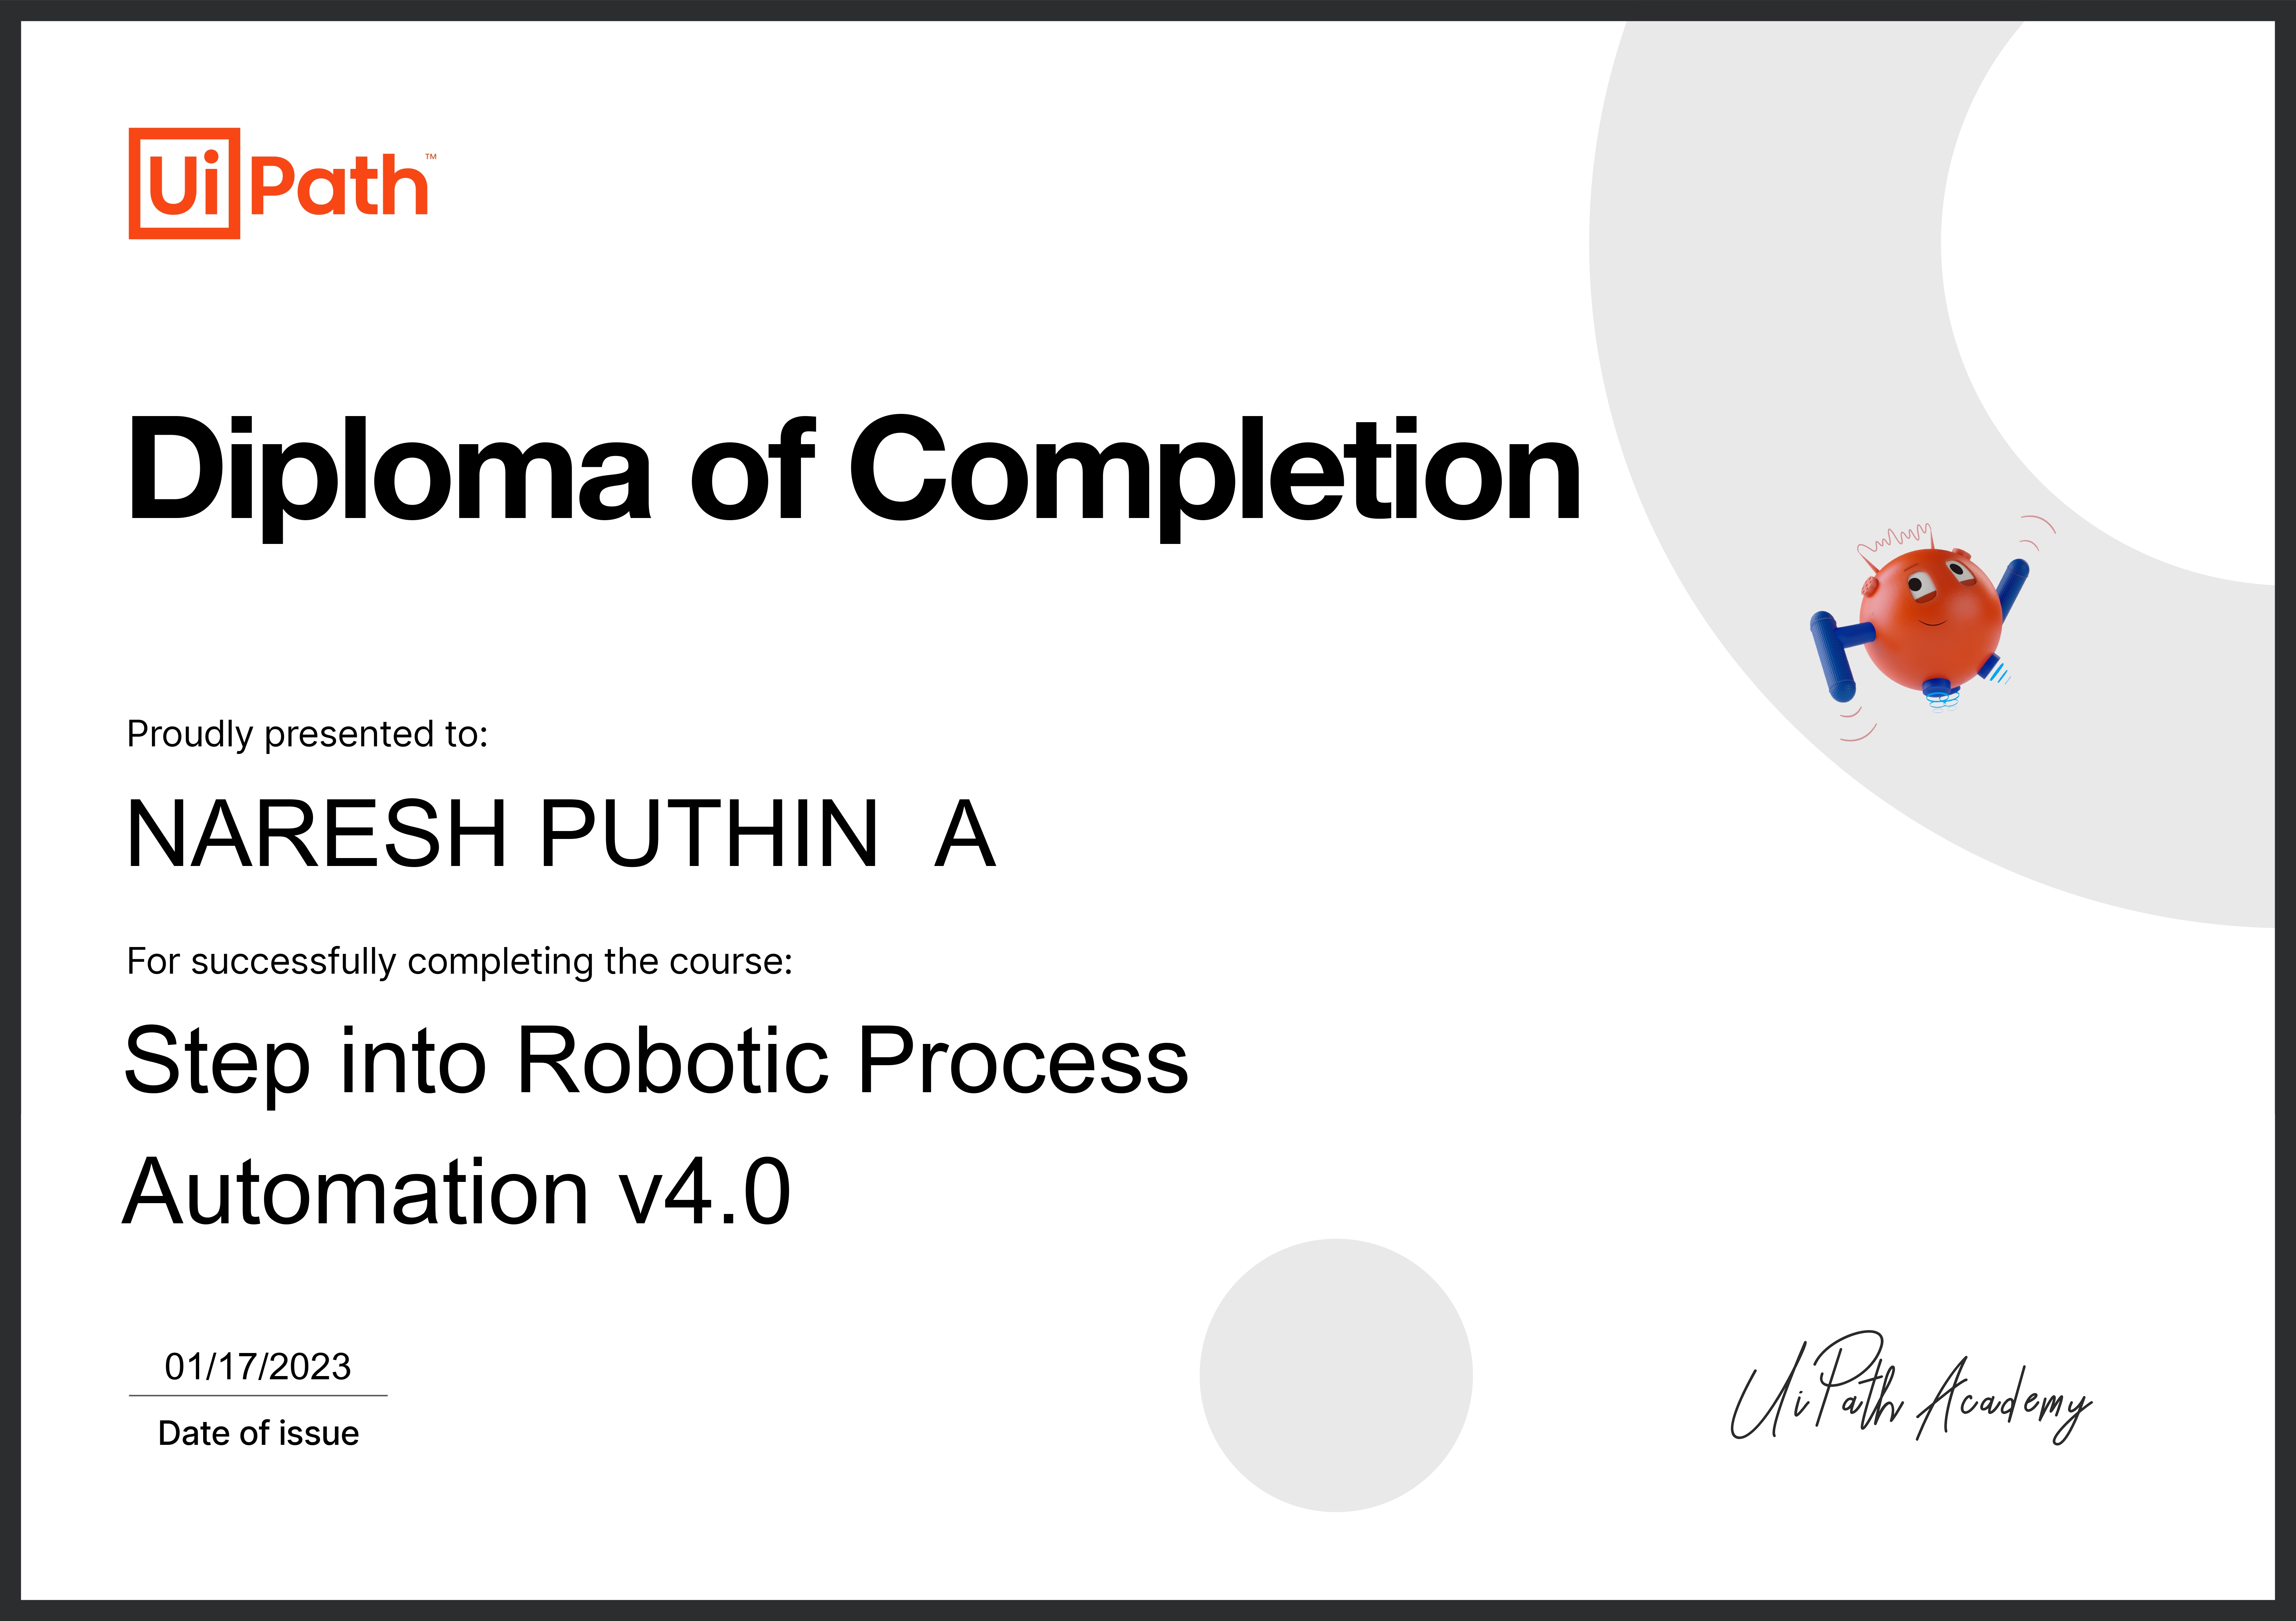 UiPath™
Diploma of Completion
Proudly presented to:
NARESH PUTHIN  A
For successfully completing the course:
Step into Robotic Process
Automation v4.0
01/17/2023
Date of issue
UiPath Academy